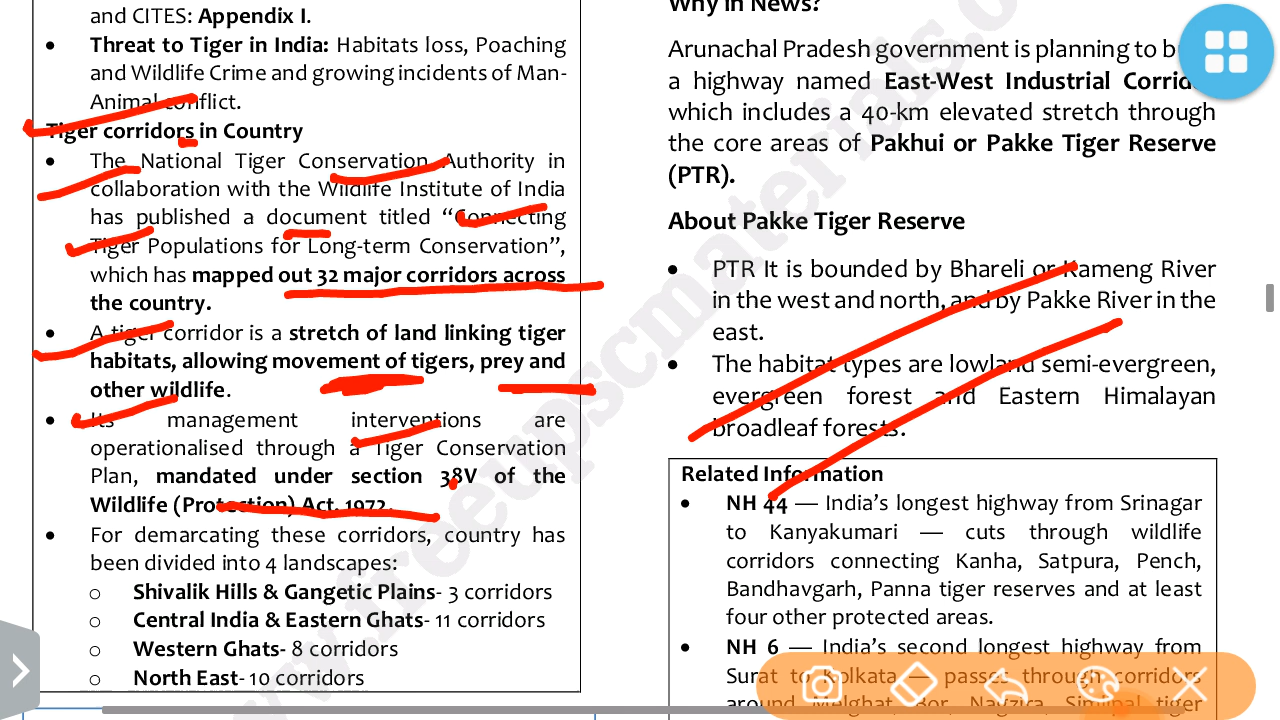 and CITES: Appendix I.
• Threat to Tiger in India: Habitats loss, Poaching
and Wildlife Crime and growing incidents of Man-
Animal conflict.
Tiger corridors in Country
• The National Tiger Conservation Authority in
collaboration with the Wildlife Institute of India
has published a document titled “Connecting
Tiger Populations for Long-term Conservation”,
which has mapped out 32 major corridors across
the country.
• A tiger corridor is a stretch of land linking tiger
habitats, allowing movement of tigers, prey and
other wildlife.
• Its management interventions are
operationalised through a Tiger Conservation
Plan, mandated under section 38V of the
Wildlife (Protection) Act, 1972.
• For demarcating these corridors, country has
been divided into 4 landscapes:
o Shivalik Hills & Gangetic Plains- 3 corridors
o Central India & Eastern Ghats- 11 corridors
o Western Ghats- 8 corridors
o North East- 10 corridors
Why in News?
Arunachal Pradesh government is planning to
a highway named East-West Industrial
which includes a 40-km elevated stretch through
the core areas of Pakhui or Pakke Tiger Reserve
(PTR).
About Pakke Tiger Reserve
• PTR It is bounded by Bhareli or Kameng River
in the west and north, and by Pakke River in the
east.
• The habitat types are lowland semi-evergreen,
evergreen forest and Eastern Himalayan
broadleaf forests.
Related Information
• NH 44 — India’s longest highway from Srinagar
to Kanyakumari — cuts through wildlife
corridors connecting Kanha, Satpura, Pench,
Bandhavgarh, Panna tiger reserves and at least
four other protected areas.
• NH 6 — India’s second longest highway from
Surat to Kolkata — passes through corridors
around Melghat, Bor, Nagzira, Simlipal tiger